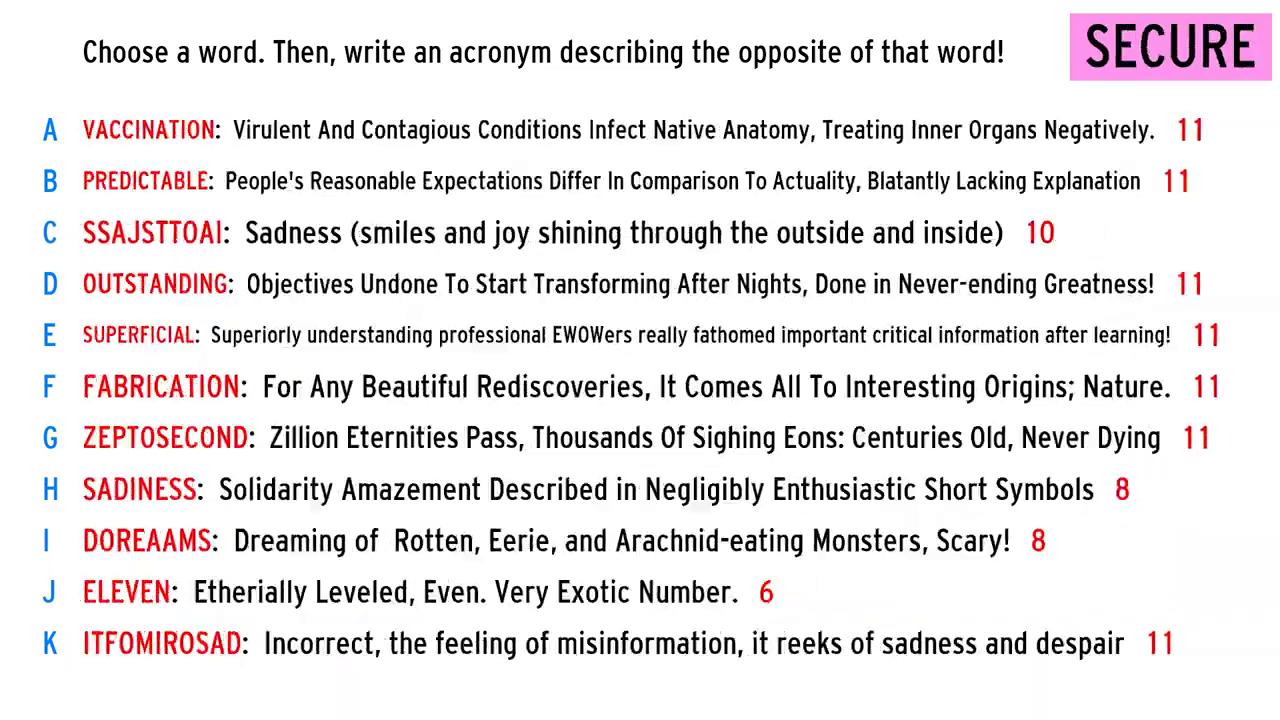 Choose a word. Then, write an acronym describing the opposite of that word!
SECURE
A VACCINATION: Virulent And Contagious Conditions Infect Native Anatomy, Treating Inner Organs Negatively. 11
B PREDICTABLE: People's Reasonable Expectations Differ In Comparison To Actuality, Blatantly Lacking Explanation 11
C SSAJSTTOAI: Sadness (smiles and joy shining through the outside and inside) 10
D OUTSTANDING: Objectives Undone To Start Transforming After Nights, Done in Never-ending Greatness! 11
E SUPERFICIAL: Superiorly understanding professional EWOWers really fathomed important critical information after learning! 11
F FABRICATION: For Any Beautiful Rediscoveries, It Comes All To Interesting Origins; Nature. 11
G ZEPTOSECOND: Zillion Eternities Pass, Thousands Of Sighing Eons: Centuries Old, Never Dying 11
H SADINESS: Solidarity Amazement Described in Negligibly Enthusiastic Short Symbols 8
I DOREAAMS: Dreaming of Rotten, Eerie, and Arachnid-eating Monsters, Scary! 8
J ELEVEN: Etherially Leveled, Even. Very Exotic Number. 6
K ITFOMIROSAD: Incorrect, the feeling of misinformation, it reeks of sadness and despair 11